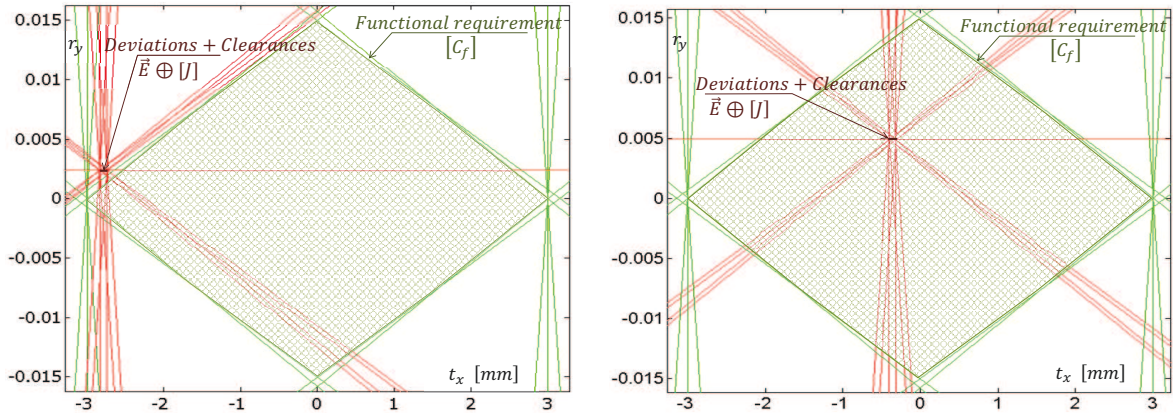 0.015
0.01
0.005
0
-0.005
-0.01
-0.015
r_y
Deviations + Clearances
E⃗ ⊕ [J]
Functional requirement
[C_f]
t_x [mm]
-3 -2 -1 0 1 2 3
0.015
0.01
0.005
0
-0.005
-0.01
-0.015
r_y
Deviations + Clearances
E⃗ ⊕ [J]
Functional requirement
[C_f]
t_x [mm]
-3 -2 -1 0 1 2 3